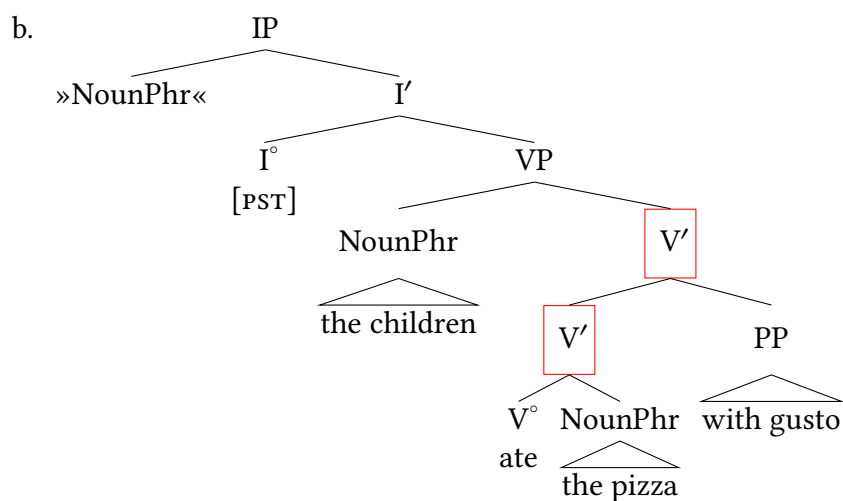 b. IP
»NounPhr« I′
I° VP
[PST]
NounPhr V′
the children
V′ PP
V° NounPhr with gusto
ate
the pizza